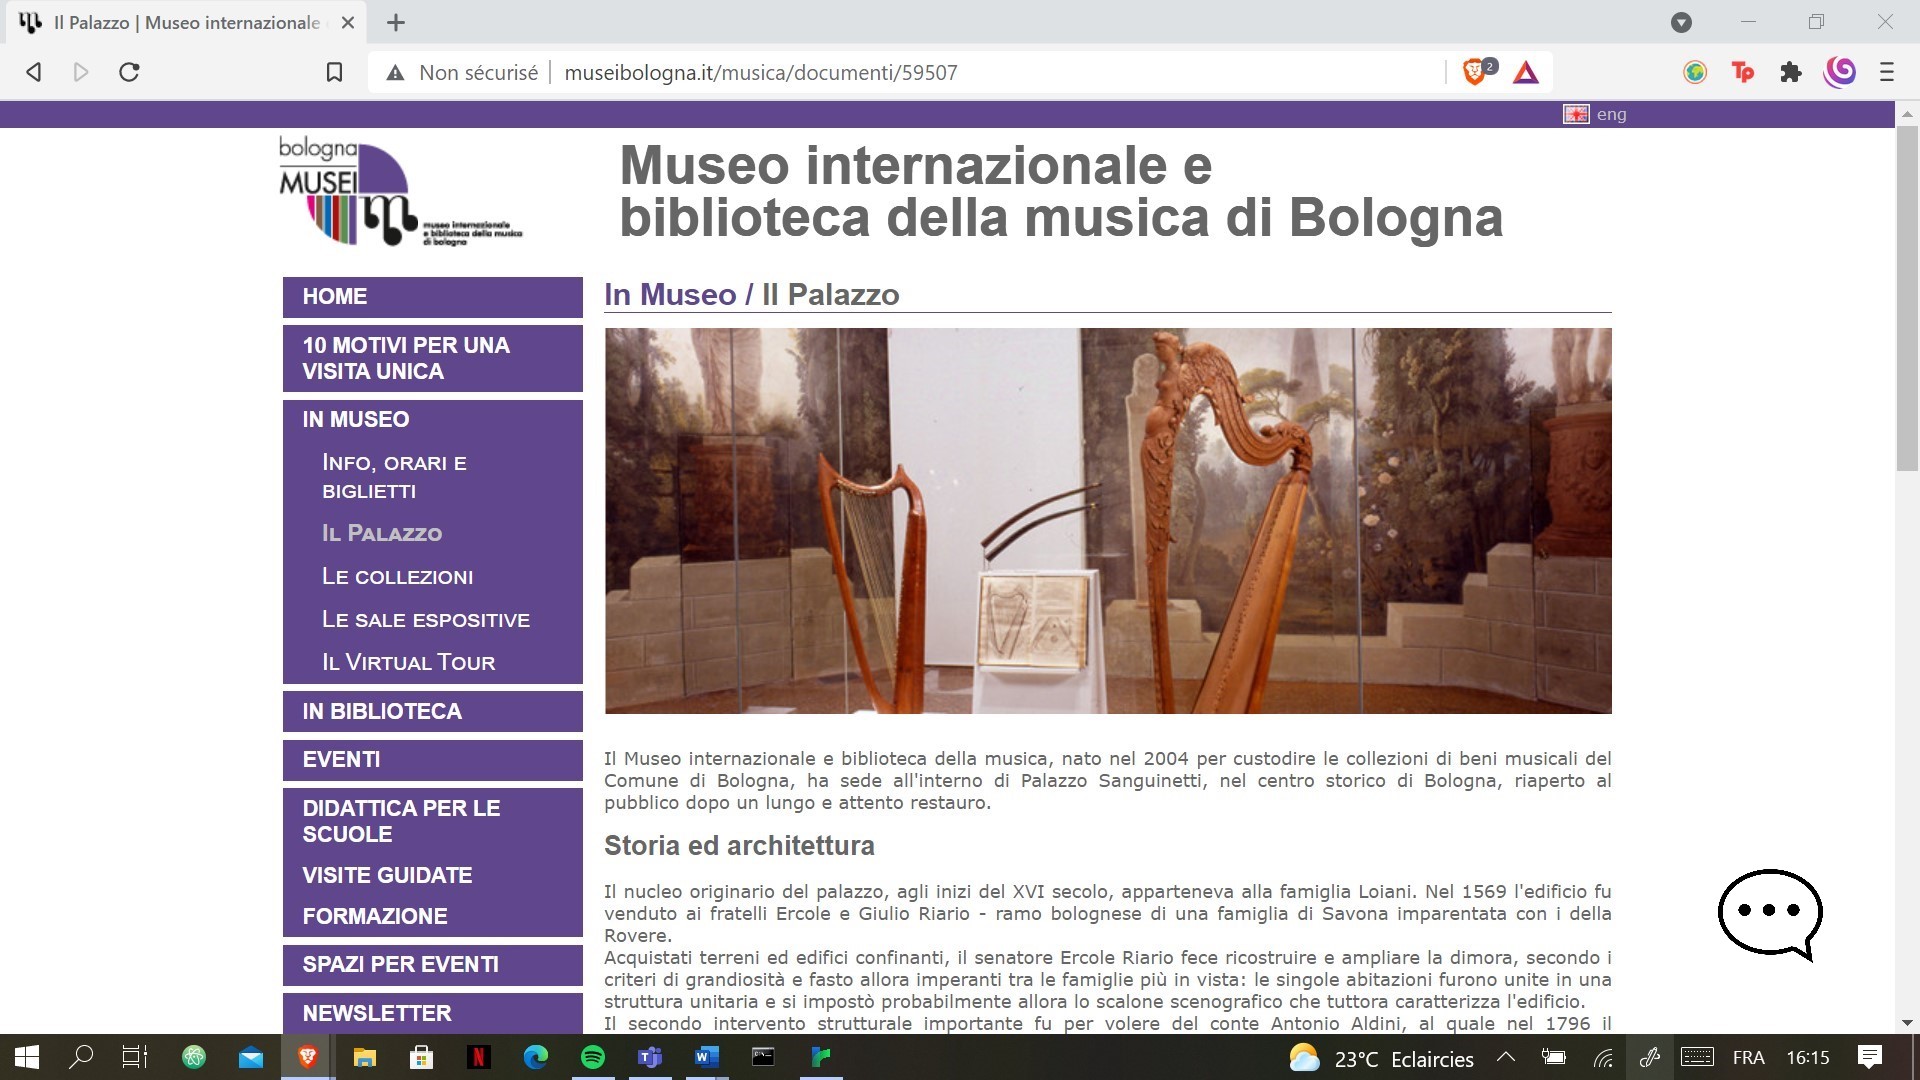 Il Palazzo | Museo internazionale
Non sécurisé
museibologna.it/musica/documenti/59507
2
Tp
eng
bologna
MUSEI
museo internazionale
e biblioteca della musica
di bologna
Museo internazionale e
biblioteca della musica di Bologna
HOME
10 MOTIVI PER UNA
VISITA UNICA
IN MUSEO
INFO, ORARI E
BIGLIETTI
IL PALAZZO
LE COLLEZIONI
LE SALE ESPOSITIVE
IL VIRTUAL TOUR
IN BIBLIOTECA
EVENTI
DIDATTICA PER LE
SCUOLE
VISITE GUIDATE
FORMAZIONE
SPAZI PER EVENTI
NEWSLETTER
In Museo / Il Palazzo
Il Museo internazionale e biblioteca della musica, nato nel 2004 per custodire le collezioni di beni musicali del
Comune di Bologna, ha sede all'interno di Palazzo Sanguinetti, nel centro storico di Bologna, riaperto al
pubblico dopo un lungo e attento restauro.
Storia ed architettura
Il nucleo originario del palazzo, agli inizi del XVI secolo, apparteneva alla famiglia Loiani. Nel 1569 l'edificio fu
venduto ai fratelli Ercole e Giulio Riario - ramo bolognese di una famiglia di Savona imparentata con i della
Rovere.
Acquistati terreni ed edifici confinanti, il senatore Ercole Riario fece ricostruire e ampliare la dimora, secondo i
criteri di grandiosità e fasto allora imperanti tra le famiglie più in vista: le singole abitazioni furono unite in una
struttura unitaria e si impostò probabilmente allora lo scalone scenografico che tuttora caratterizza l'edificio.
Il secondo intervento strutturale importante fu per volere del conte Antonio Aldini, al quale nel 1796 il
23°C Eclaircies
FRA
16:15